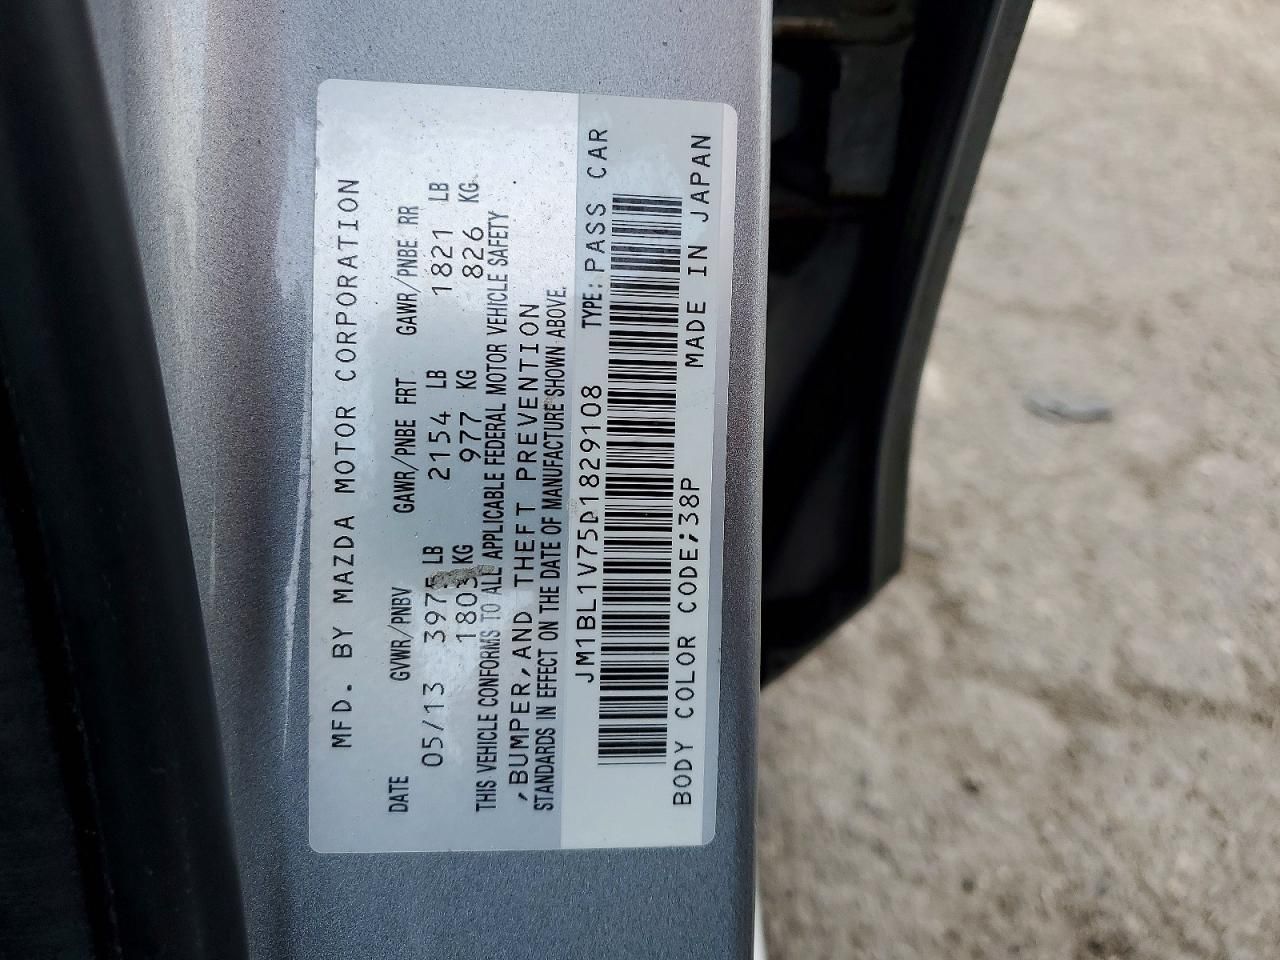 MFD. BY MAZDA MOTOR CORPORATION
DATE GVWR/PNBV GAWR/PNBE FRT GAWR/PNBE RR
05/13 3975 LB 2154 LB 1821 LB
1803 KG 977 KG 826 KG
THIS VEHICLE CONFORMS TO ALL APPLICABLE FEDERAL MOTOR VEHICLE SAFETY
,BUMPER,AND THEFT PREVENTION
STANDARDS IN EFFECT ON THE DATE OF MANUFACTURE SHOWN ABOVE.
JM1BL1V75D1829108 TYPE:PASS CAR
BODY COLOR CODE;38P MADE IN JAPAN